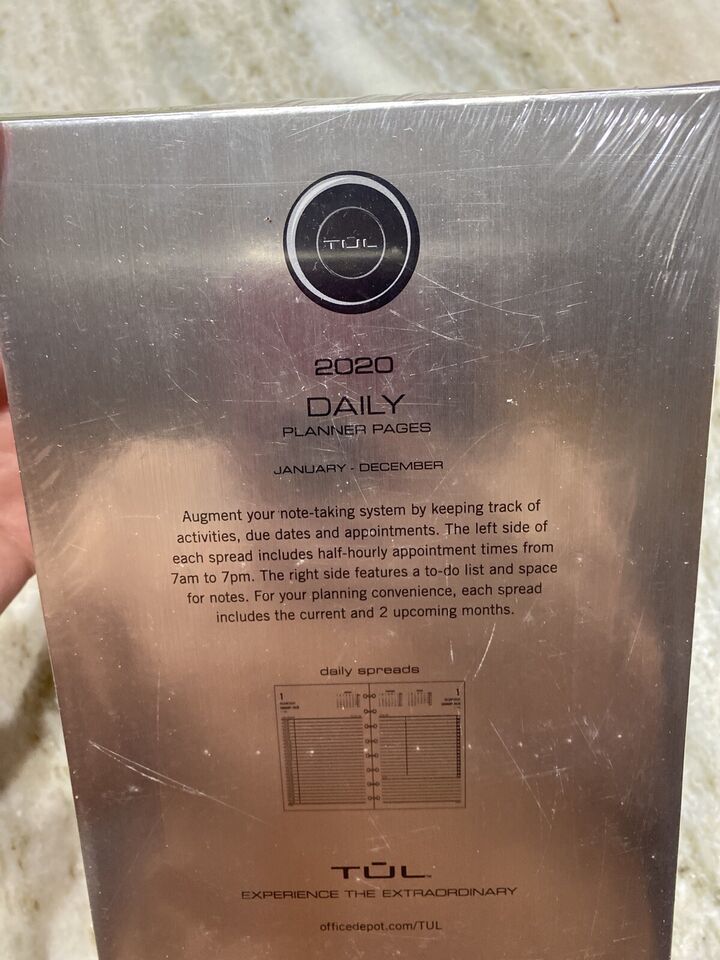 TŪL
2020
DAILY
PLANNER PAGES
JANUARY - DECEMBER
Augment your note-taking system by keeping track of
activities, due dates and appointments. The left side of
each spread includes half-hourly appointment times from
7am to 7pm. The right side features a to-do list and space
for notes. For your planning convenience, each spread
includes the current and 2 upcoming months.
daily spreads
1
1
TŪL™
EXPERIENCE THE EXTRAORDINARY
officedepot.com/TUL